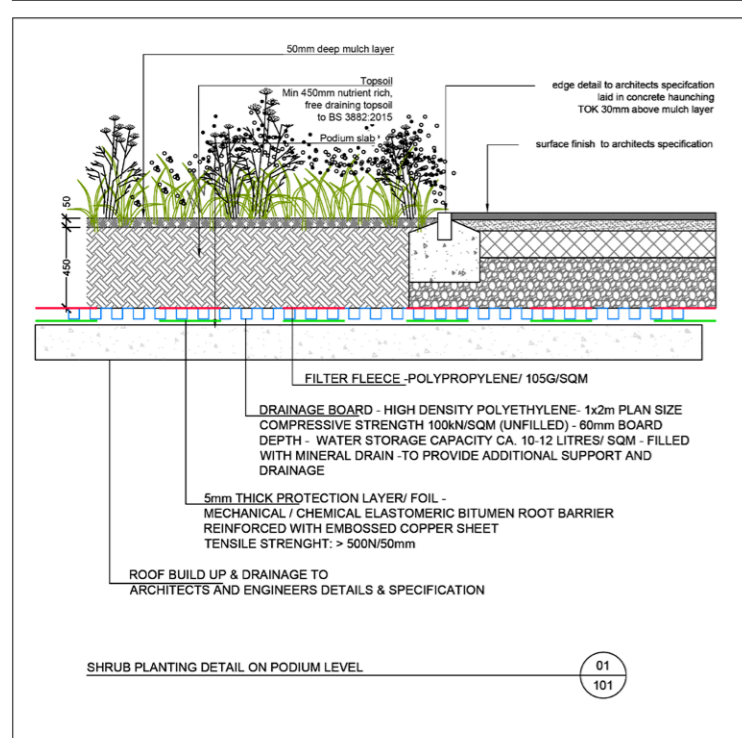 50mm deep mulch layer
Topsoil
Min 450mm nutrient rich,
free draining topsoil
to BS 3882:2015
Podium slab
edge detail to architects specifcation
laid in concrete haunching
TOK 30mm above mulch layer
surface finish to architects specification
50
450
FILTER FLEECE -POLYPROPYLENE/ 105G/SQM
DRAINAGE BOARD - HIGH DENSITY POLYETHYLENE- 1x2m PLAN SIZE
COMPRESSIVE STRENGTH 100kN/SQM (UNFILLED) - 60mm BOARD
DEPTH - WATER STORAGE CAPACITY CA. 10-12 LITRES/ SQM - FILLED
WITH MINERAL DRAIN -TO PROVIDE ADDITIONAL SUPPORT AND
DRAINAGE
5mm THICK PROTECTION LAYER/ FOIL -
MECHANICAL / CHEMICAL ELASTOMERIC BITUMEN ROOT BARRIER
REINFORCED WITH EMBOSSED COPPER SHEET
TENSILE STRENGHT: > 500N/50mm
ROOF BUILD UP & DRAINAGE TO
ARCHITECTS AND ENGINEERS DETAILS & SPECIFICATION
SHRUB PLANTING DETAIL ON PODIUM LEVEL
01
101